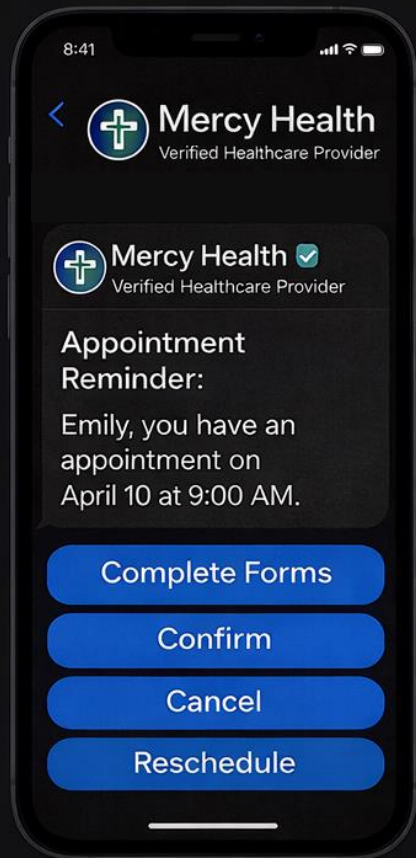 8:41
Mercy Health
Verified Healthcare Provider
Mercy Health
Verified Healthcare Provider
Appointment
Reminder:
Emily, you have an
appointment on
April 10 at 9:00 AM.
Complete Forms
Confirm
Cancel
Reschedule